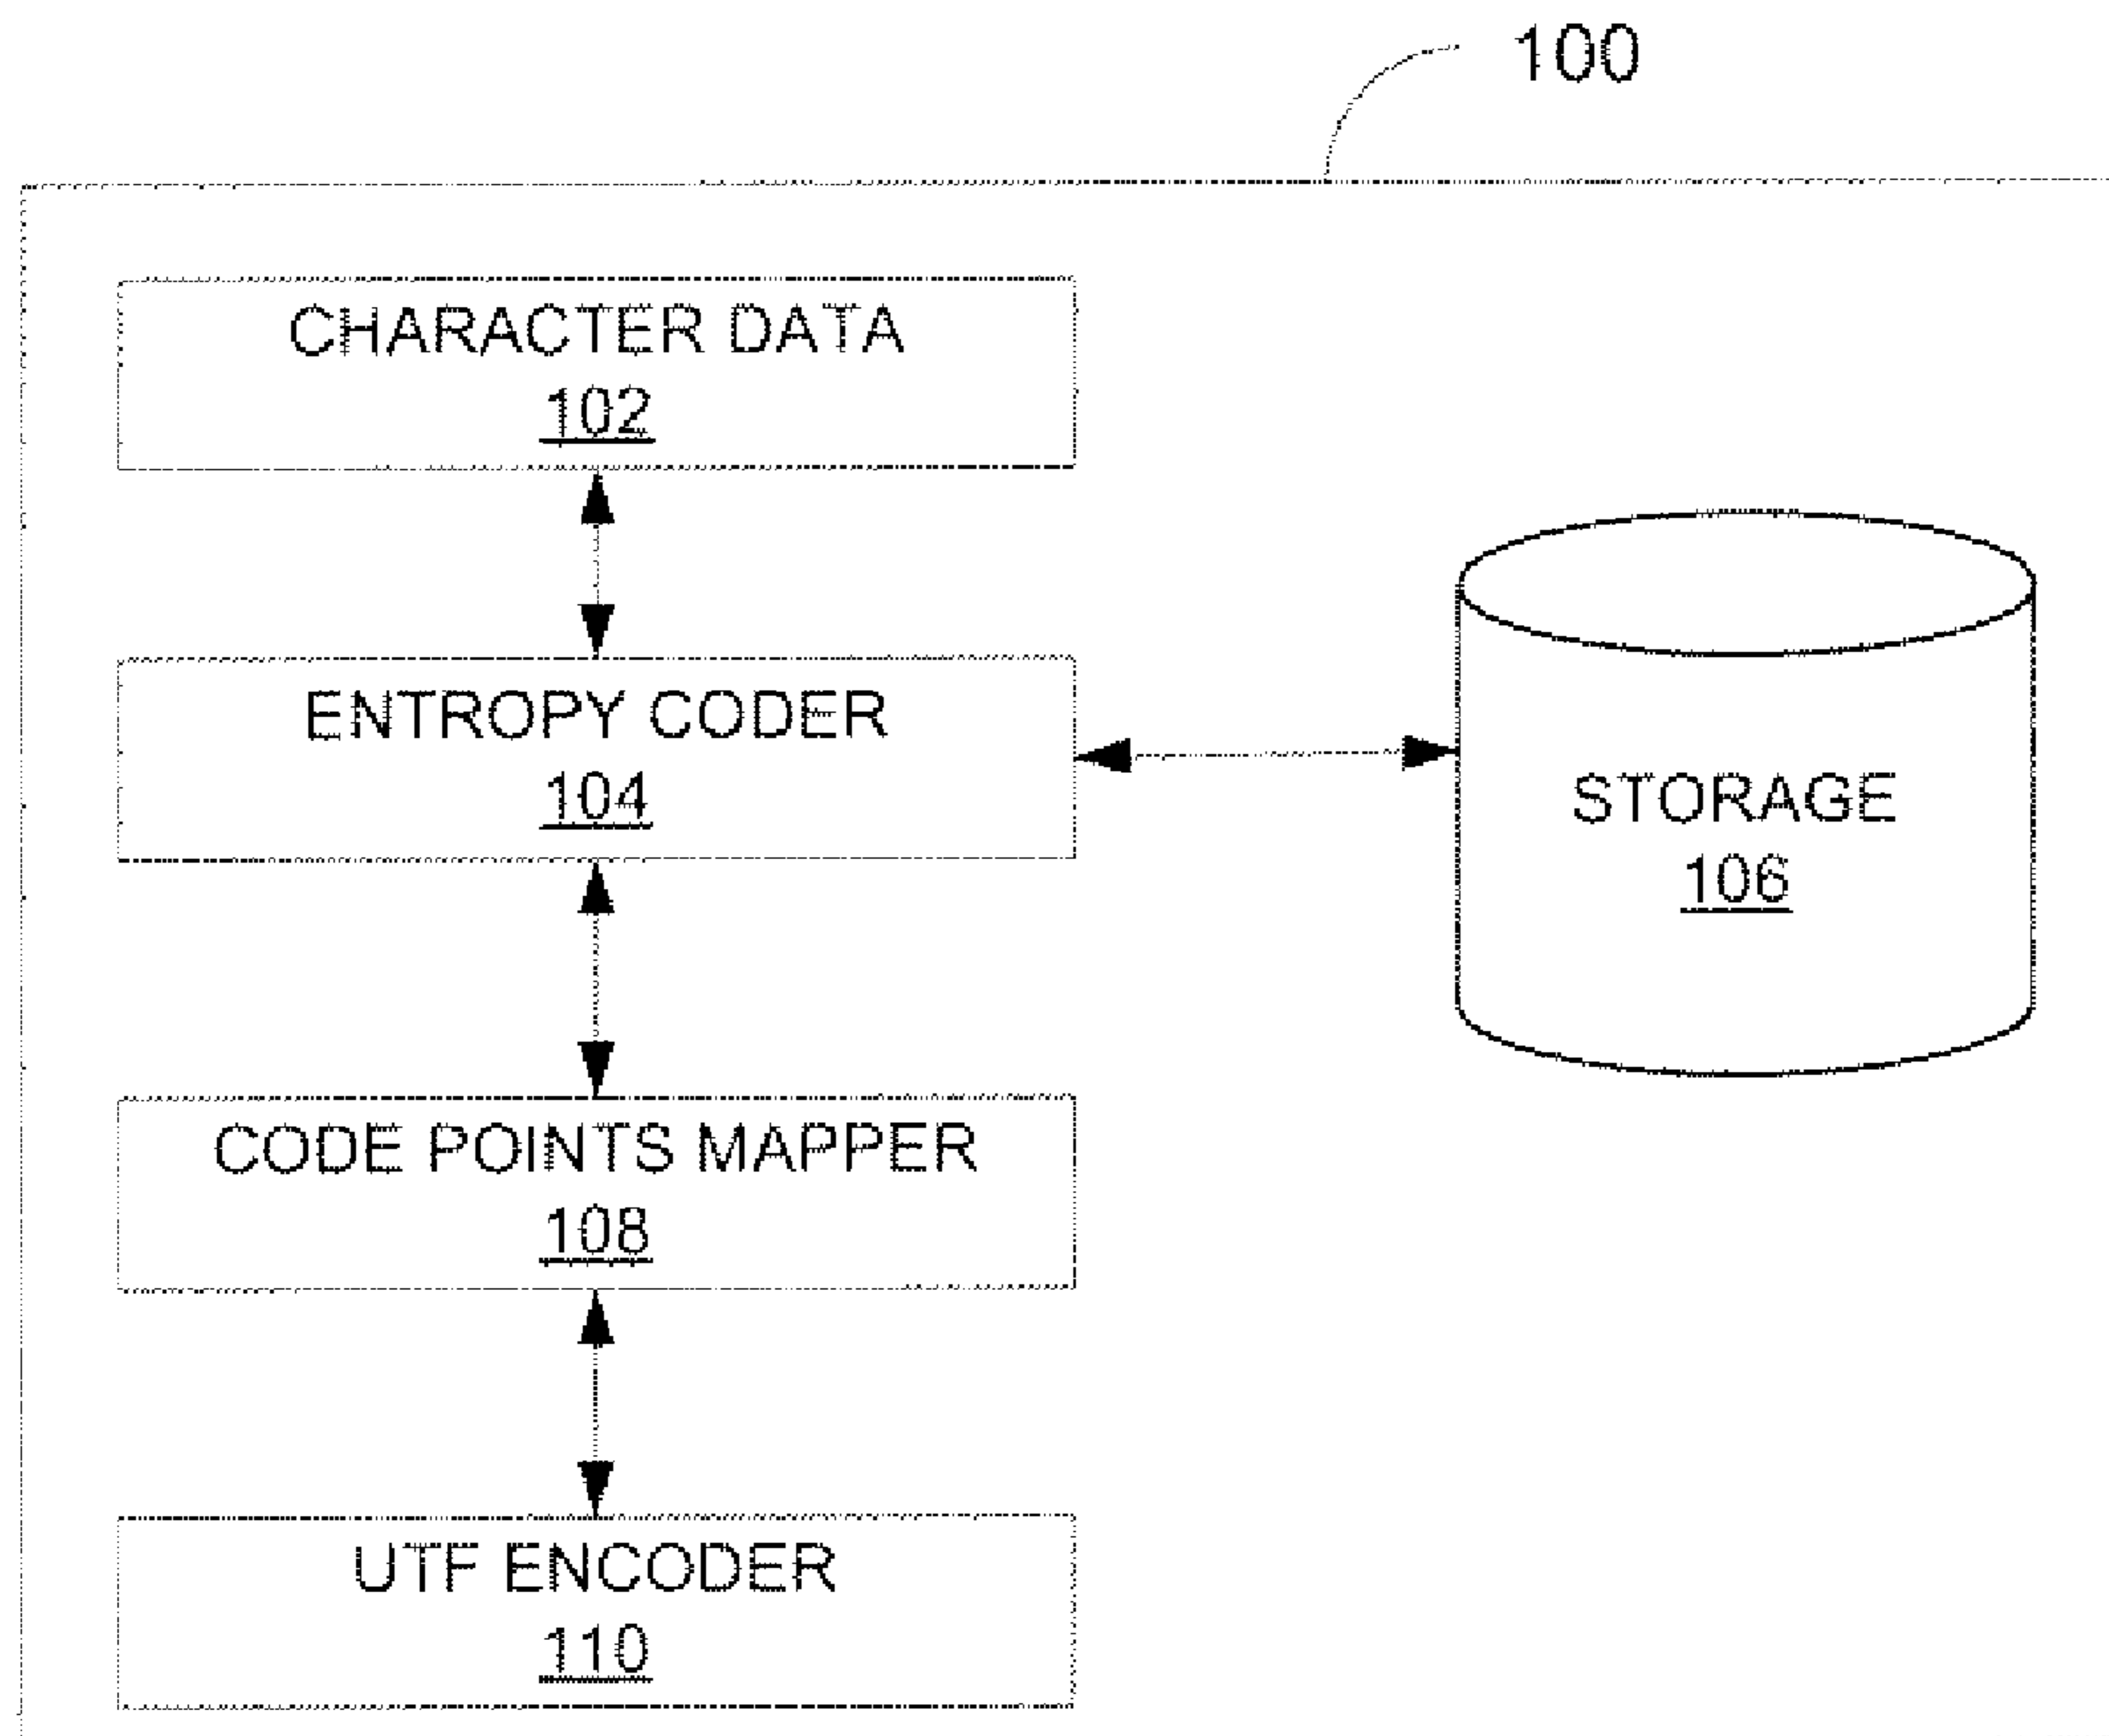 100
CHARACTER DATA
102
ENTROPY CODER
104
STORAGE
106
CODE POINTS MAPPER
108
UTF ENCODER
110